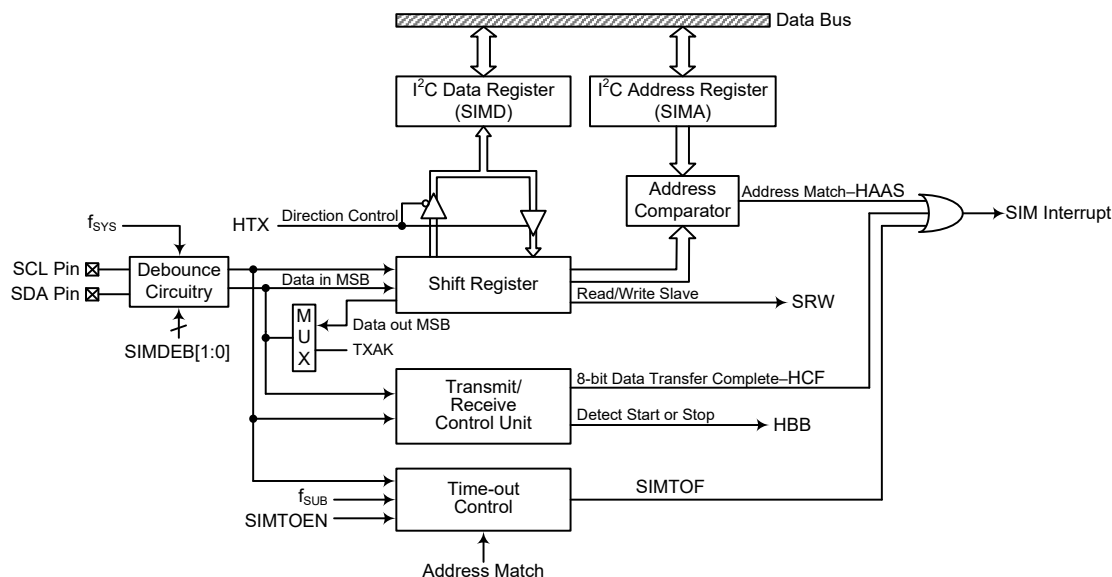 Data Bus
I²C Data Register
(SIMD)
I²C Address Register
(SIMA)
Address
Comparator
Address Match–HAAS
SIM Interrupt
HTX
Direction Control
fSYS
SCL Pin
SDA Pin
Debounce
Circuitry
SIMDEB[1:0]
Data in MSB
Shift Register
Read/Write Slave
SRW
M
U
X
Data out MSB
TXAK
Transmit/
Receive
Control Unit
8-bit Data Transfer Complete–HCF
Detect Start or Stop
HBB
Time-out
Control
SIMTOF
fSUB
SIMTOEN
Address Match